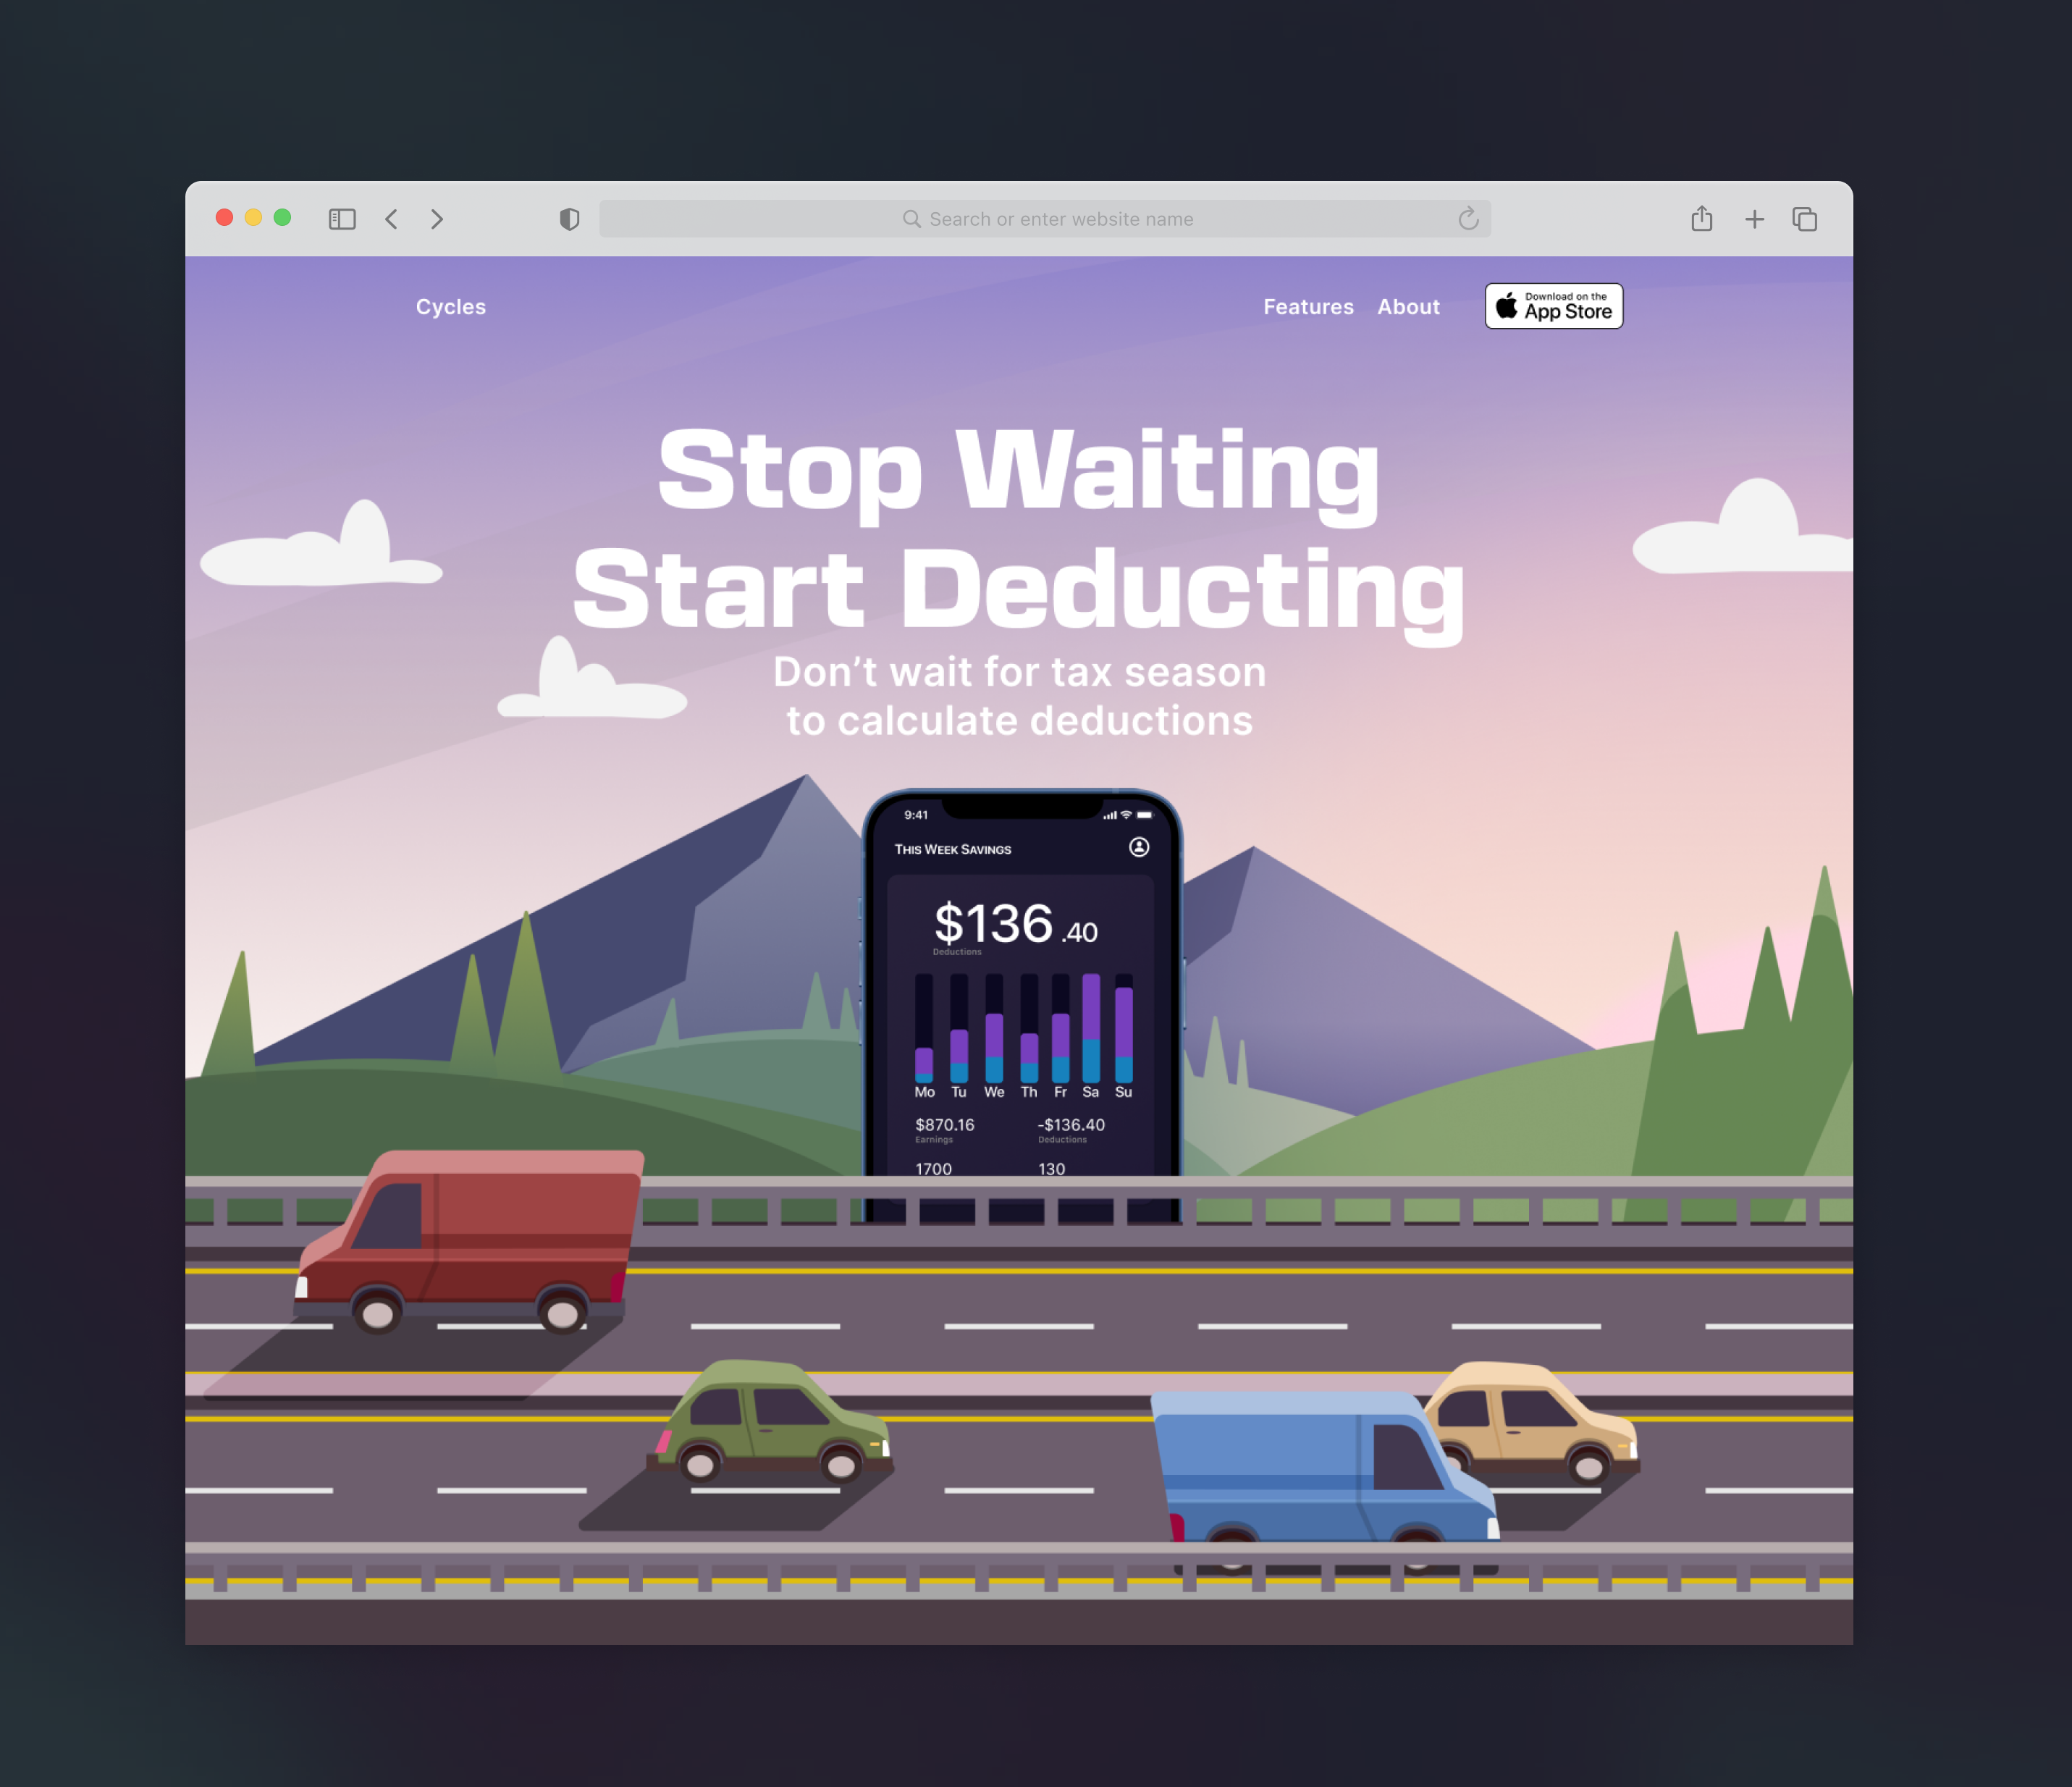 Search or enter website name
Cycles
Features
About
Download on the
App Store
Stop Waiting
Start Deducting
Don’t wait for tax season
to calculate deductions
9:41
THIS WEEK SAVINGS
$136.40
Deductions
Mo Tu We Th Fr Sa Su
$870.16 -$136.40
Earnings Deductions
1700 130